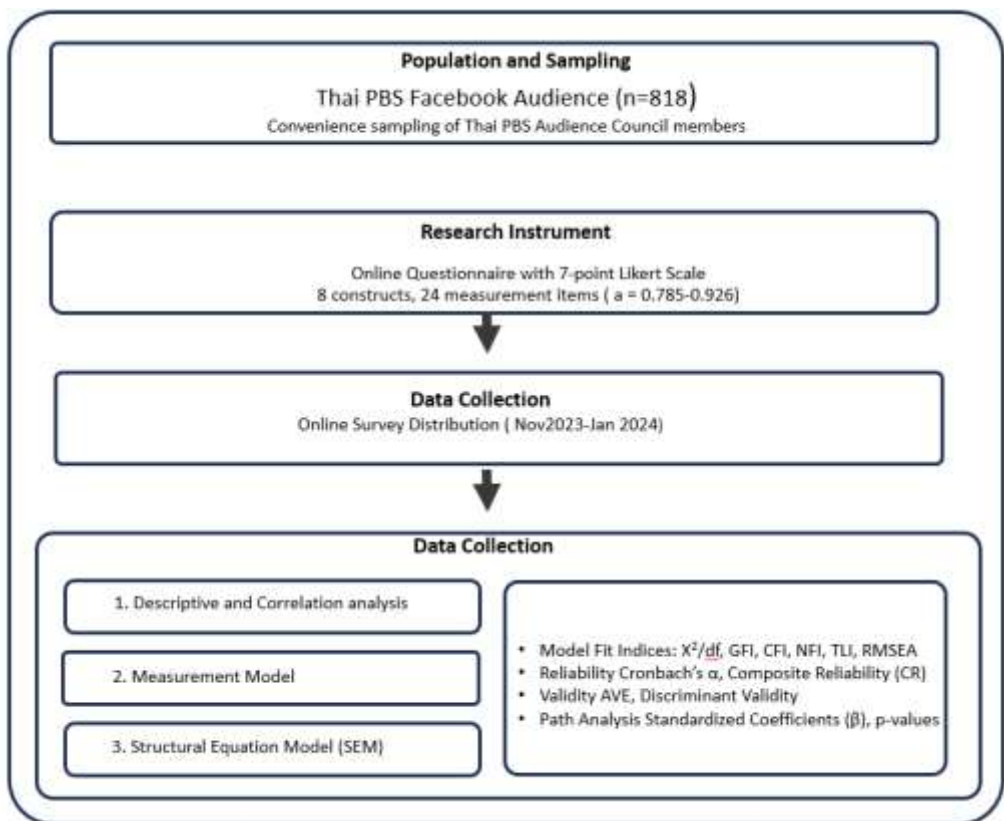 Population and Sampling
Thai PBS Facebook Audience (n=818)
Convenience sampling of Thai PBS Audience Council members
Research Instrument
Online Questionnaire with 7-point Likert Scale
8 constructs, 24 measurement items ( a = 0.785-0.926)
Data Collection
Online Survey Distribution ( Nov2023-Jan 2024)
Data Collection
1. Descriptive and Correlation analysis
2. Measurement Model
3. Structural Equation Model (SEM)
• Model Fit Indices: X²/df, GFI, CFI, NFI, TLI, RMSEA
• Reliability Cronbach's α, Composite Reliability (CR)
• Validity AVE, Discriminant Validity
• Path Analysis Standardized Coefficients (β), p-values